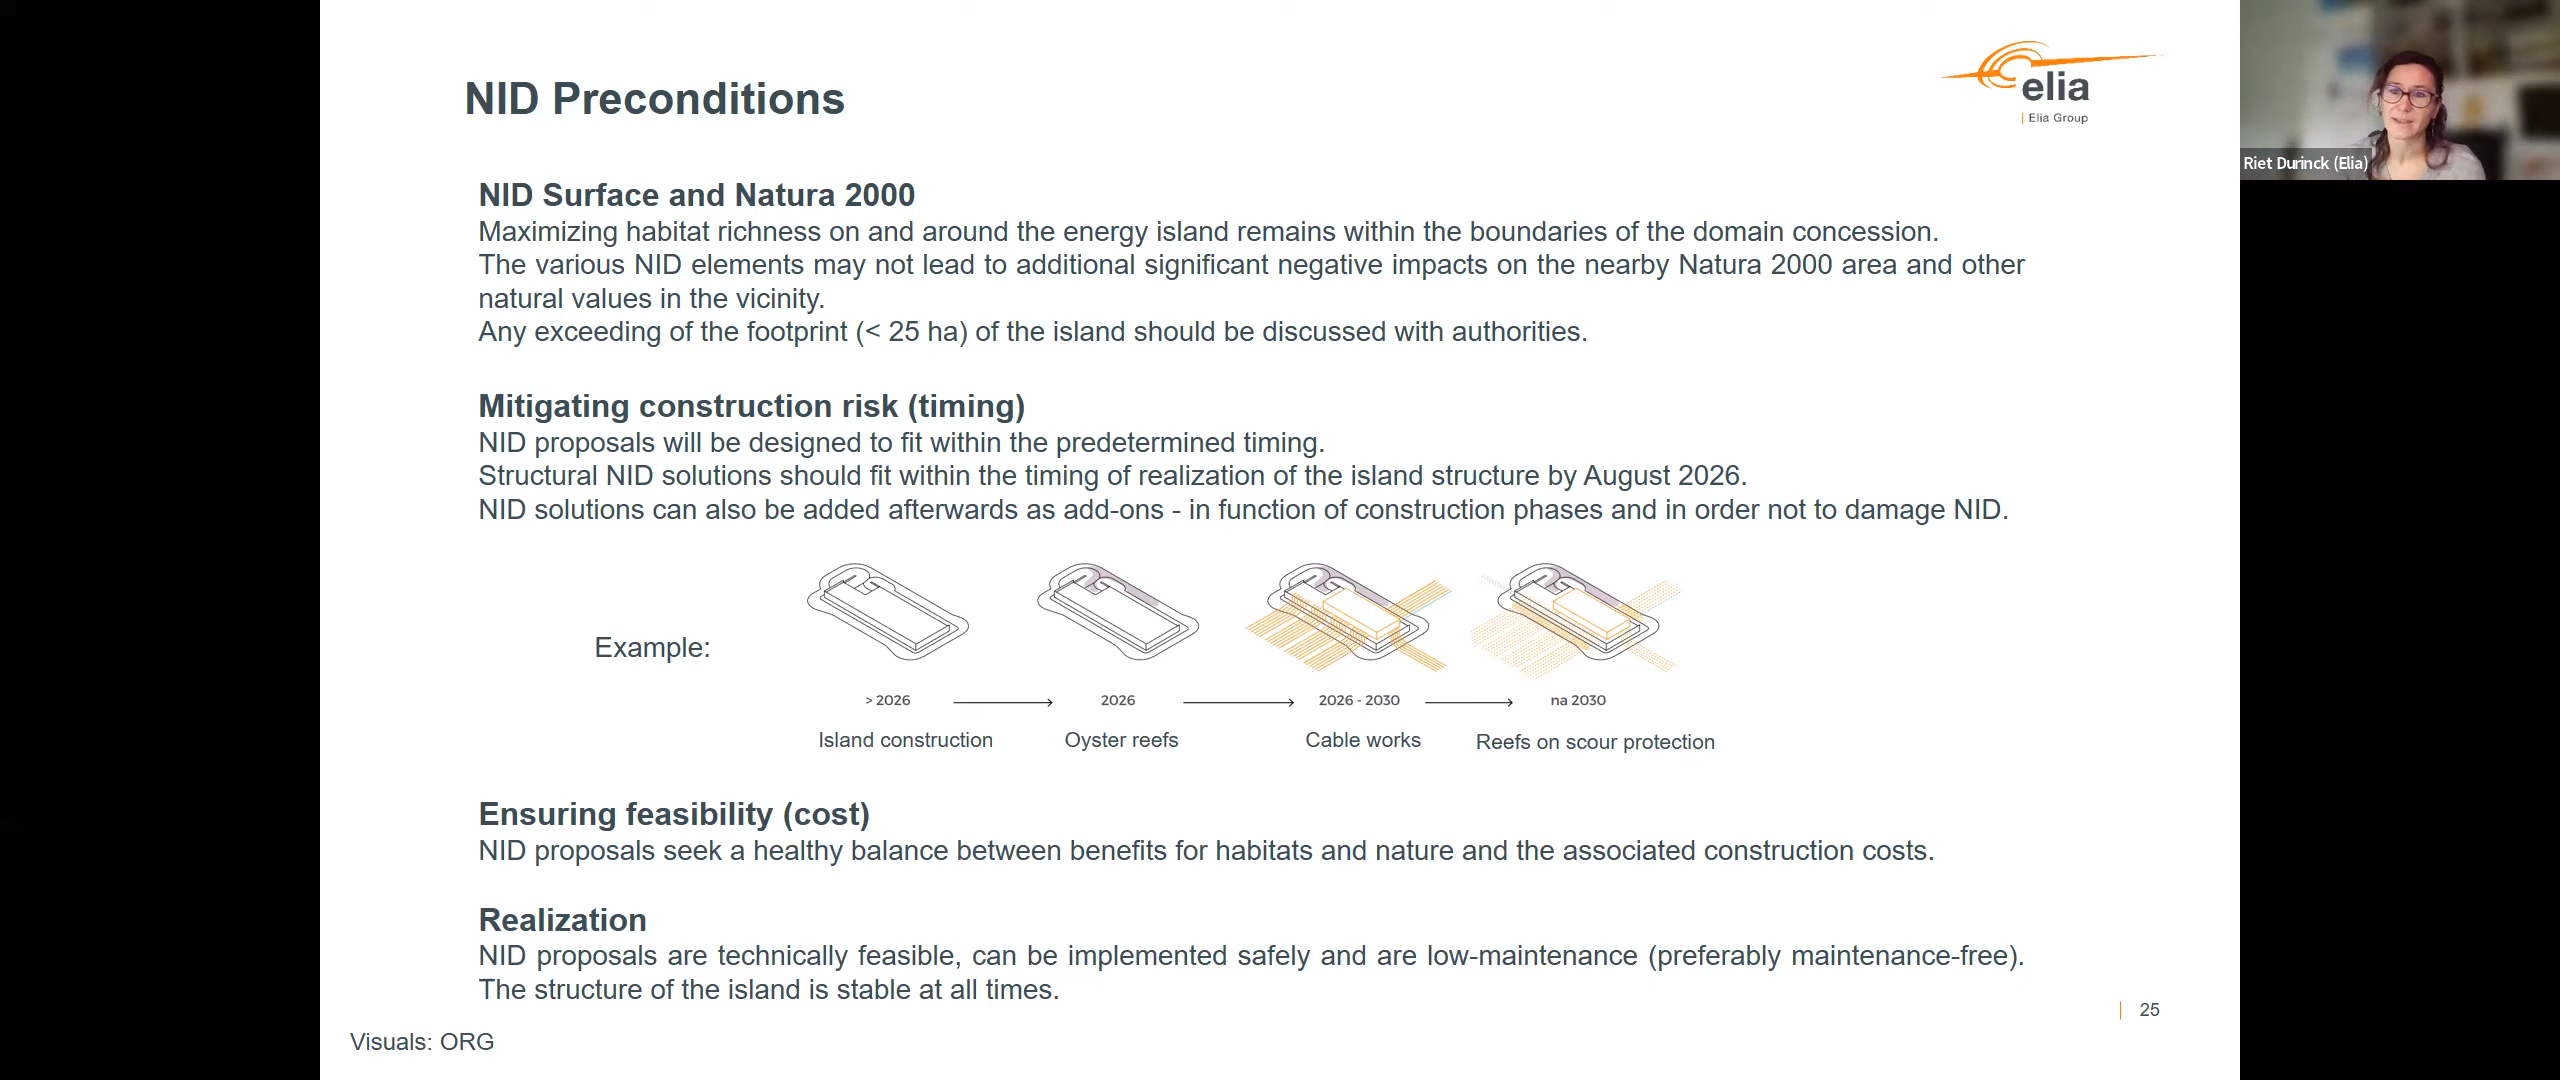 NID Preconditions
elia
Elia Group
Riet Durinck (Elia)
NID Surface and Natura 2000
Maximizing habitat richness on and around the energy island remains within the boundaries of the domain concession.
The various NID elements may not lead to additional significant negative impacts on the nearby Natura 2000 area and other
natural values in the vicinity.
Any exceeding of the footprint (< 25 ha) of the island should be discussed with authorities.
Mitigating construction risk (timing)
NID proposals will be designed to fit within the predetermined timing.
Structural NID solutions should fit within the timing of realization of the island structure by August 2026.
NID solutions can also be added afterwards as add-ons - in function of construction phases and in order not to damage NID.
Example:
> 2026 2026 2026 - 2030 na 2030
Island construction Oyster reefs Cable works Reefs on scour protection
Ensuring feasibility (cost)
NID proposals seek a healthy balance between benefits for habitats and nature and the associated construction costs.
Realization
NID proposals are technically feasible, can be implemented safely and are low-maintenance (preferably maintenance-free).
The structure of the island is stable at all times.
25
Visuals: ORG